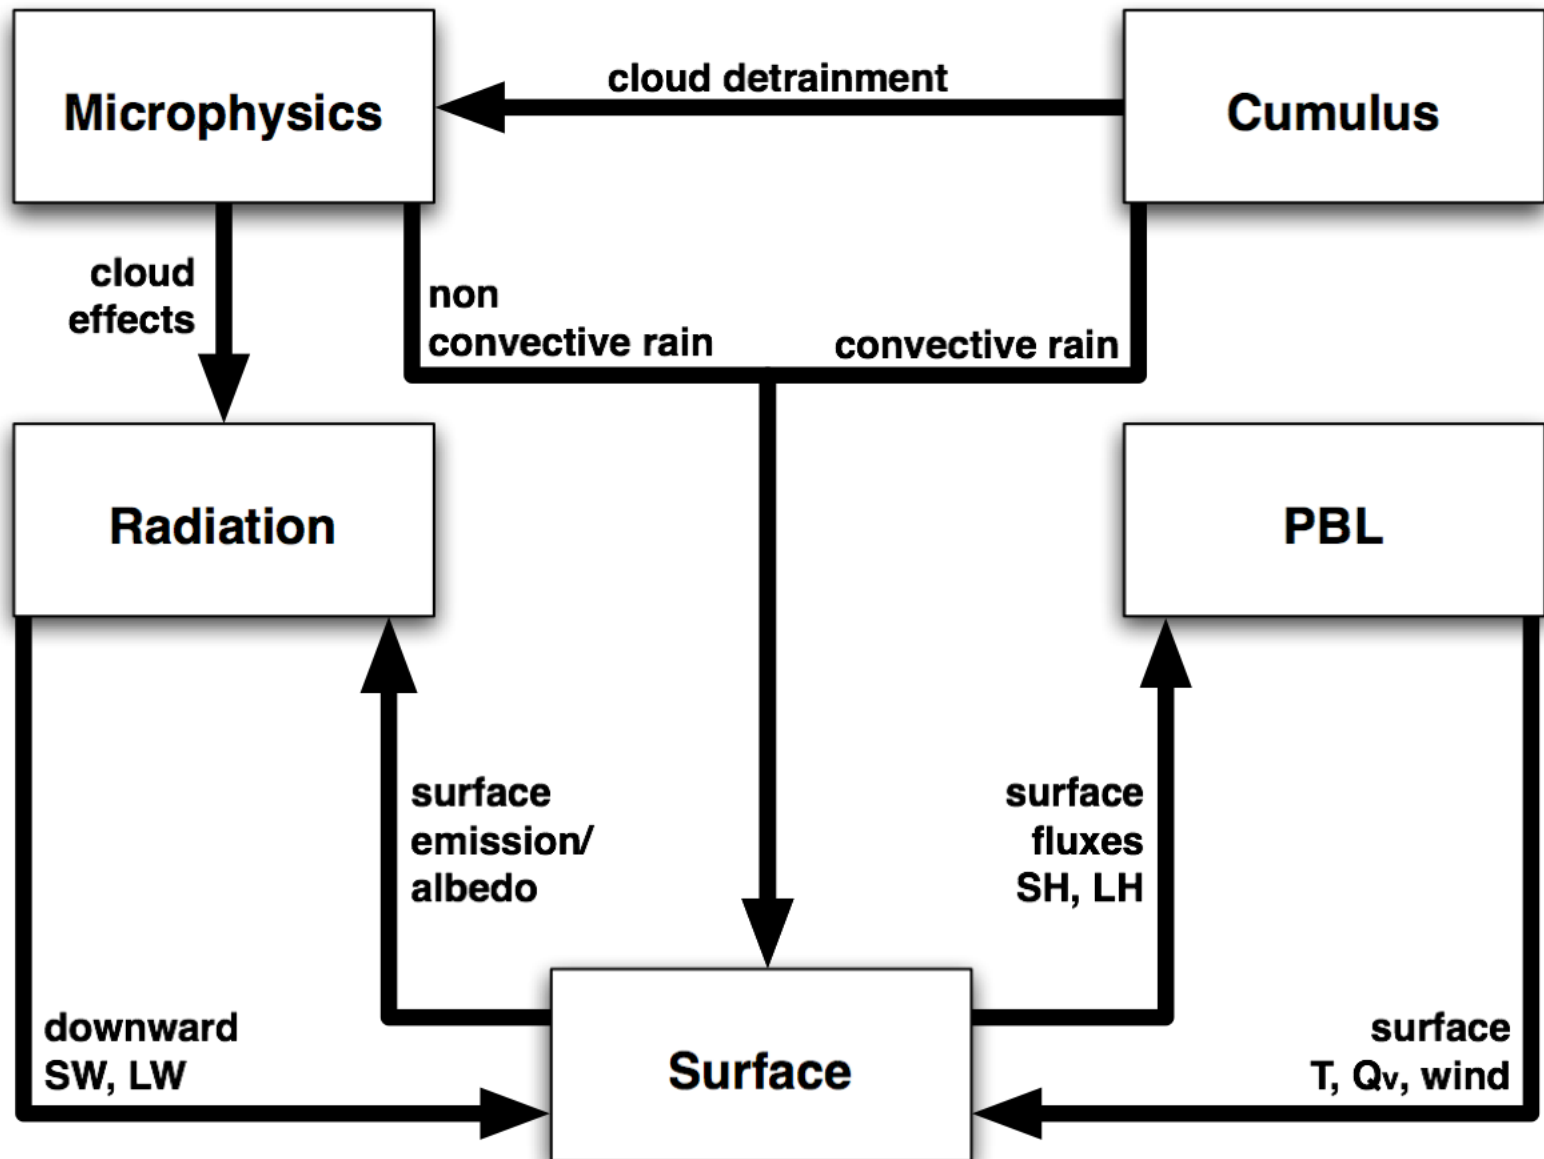 Microphysics
cloud detrainment
Cumulus
cloud
effects
non
convective rain
convective rain
Radiation
PBL
surface
emission/
albedo
surface
fluxes
SH, LH
downward
SW, LW
Surface
surface
T, Qv, wind